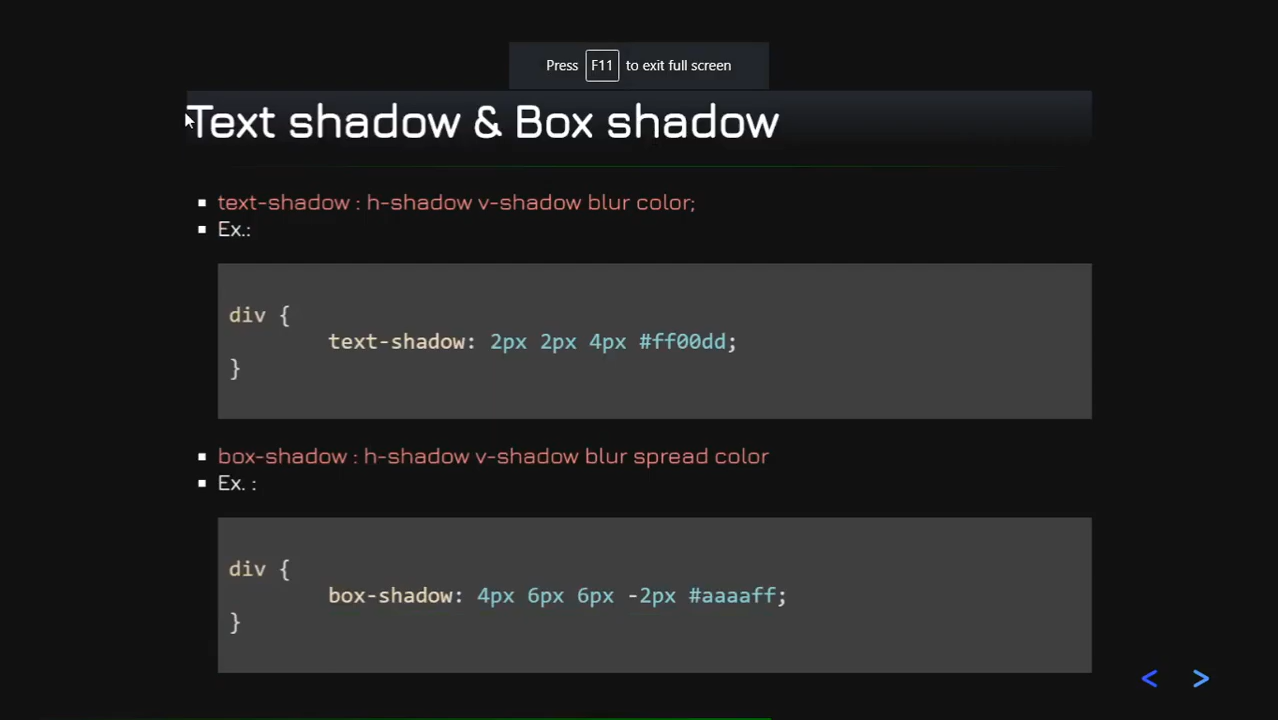 Press F11 to exit full screen
Text shadow & Box shadow
text-shadow : h-shadow v-shadow blur color;
Ex.:
div {
text-shadow: 2px 2px 4px #ff00dd;
}
box-shadow : h-shadow v-shadow blur spread color
Ex. :
div {
box-shadow: 4px 6px 6px -2px #aaaaff;
}
< >